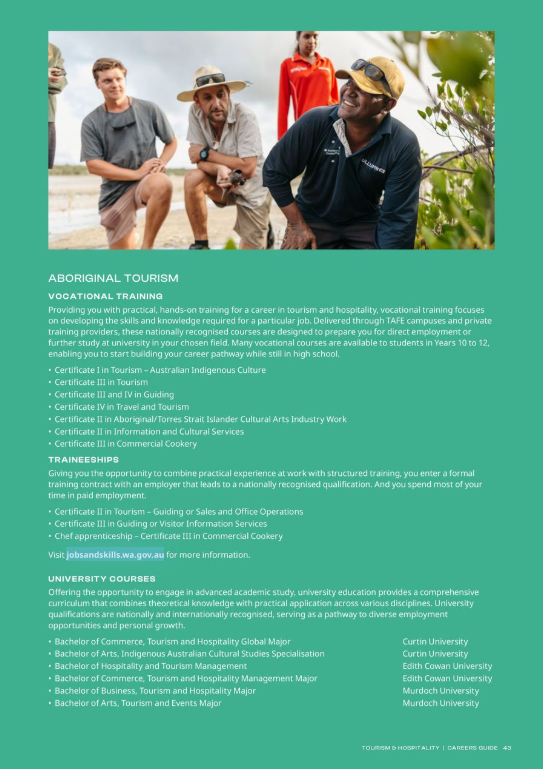 ABORIGINAL TOURISM
VOCATIONAL TRAINING
Providing you with practical, hands-on training for a career in tourism and hospitality, vocational training focuses
on developing the skills and knowledge required for a particular job. Delivered through TAFE campuses and private
training providers, these nationally recognised courses are designed to prepare you for direct employment or
further study at university in your chosen field. Many vocational courses are available to students in Years 10 to 12,
enabling you to start building your career pathway while still in high school.
• Certificate I in Tourism – Australian Indigenous Culture
• Certificate III in Tourism
• Certificate III and IV in Guiding
• Certificate IV in Travel and Tourism
• Certificate II in Aboriginal/Torres Strait Islander Cultural Arts Industry Work
• Certificate II in Information and Cultural Services
• Certificate III in Commercial Cookery
TRAINEESHIPS
Giving you the opportunity to combine practical experience at work with structured training, you enter a formal
training contract with an employer that leads to a nationally recognised qualification. And you spend most of your
time in paid employment.
• Certificate II in Tourism – Guiding or Sales and Office Operations
• Certificate III in Guiding or Visitor Information Services
• Chef apprenticeship – Certificate III in Commercial Cookery
Visit jobsandskills.wa.gov.au for more information.
UNIVERSITY COURSES
Offering the opportunity to engage in advanced academic study, university education provides a comprehensive
curriculum that combines theoretical knowledge with practical application across various disciplines. University
qualifications are nationally and internationally recognised, serving as a pathway to diverse employment
opportunities and personal growth.
• Bachelor of Commerce, Tourism and Hospitality Global Major Curtin University
• Bachelor of Arts, Indigenous Australian Cultural Studies Specialisation Curtin University
• Bachelor of Hospitality and Tourism Management Edith Cowan University
• Bachelor of Commerce, Tourism and Hospitality Management Major Edith Cowan University
• Bachelor of Business, Tourism and Hospitality Major Murdoch University
• Bachelor of Arts, Tourism and Events Major Murdoch University
TOURISM & HOSPITALITY | CAREERS GUIDE 43